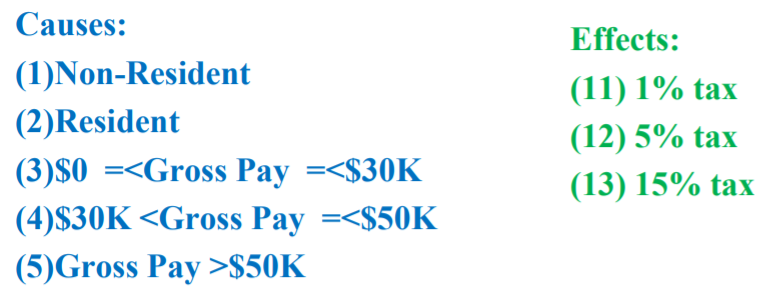 Causes:
(1)Non-Resident
(2)Resident
(3)$0 =<Gross Pay =<$30K
(4)$30K <Gross Pay =<$50K
(5)Gross Pay >$50K
Effects:
(11) 1% tax
(12) 5% tax
(13) 15% tax